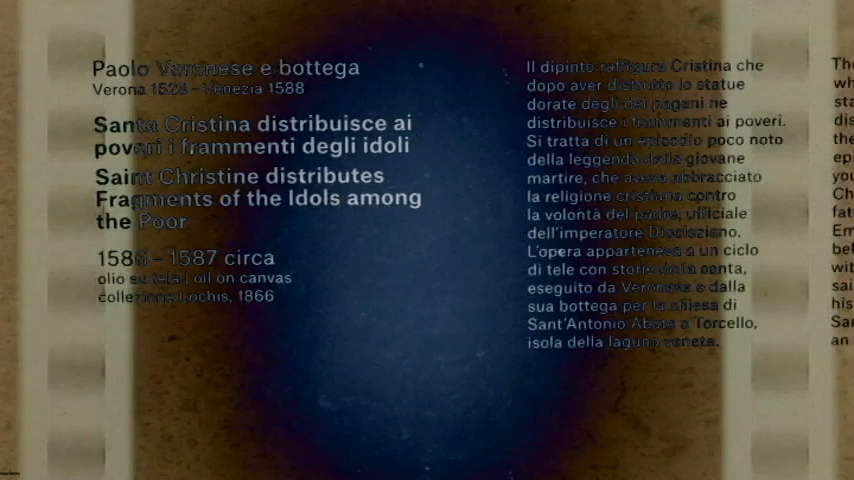 Paolo Veronese e bottega
Verona 1528 – Venezia 1588
Santa Cristina distribuisce ai
poveri i frammenti degli idoli
Saint Christine distributes
Fragments of the Idols among
the Poor
1586 – 1587 circa
olio su tela | oil on canvas
collezione Lochis, 1866
Il dipinto raffigura Cristina che
dopo aver distrutto le statue
dorate degli dei pagani ne
distribuisce i frammenti ai poveri.
Si tratta di un episodio poco noto
della leggenda della giovane
martire, che aveva abbracciato
la religione cristiana contro
la volontà del padre, ufficiale
dell'imperatore Diocleziano.
L'opera apparteneva a un ciclo
di tele con storie della santa,
eseguito da Veronese e dalla
sua bottega per la chiesa di
Sant'Antonio Abate a Torcello,
isola della laguna veneta.